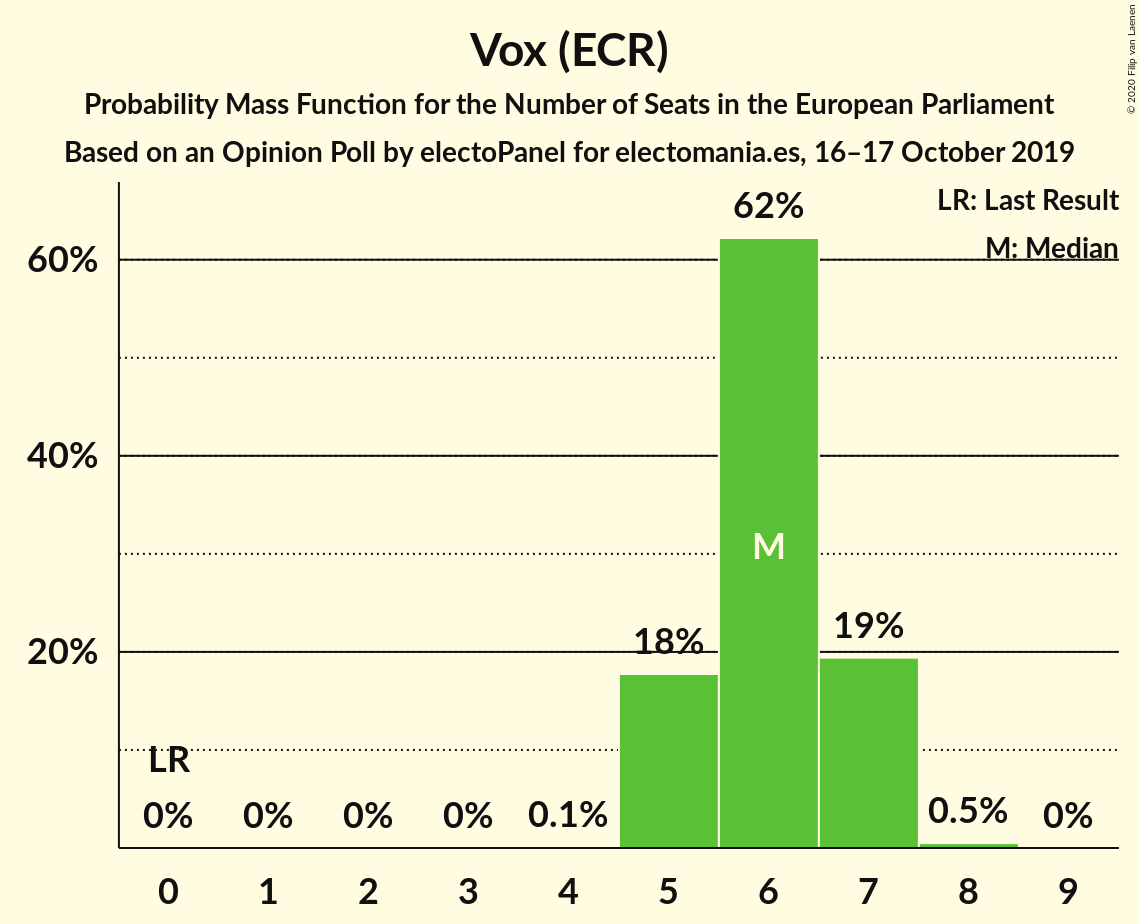 Vox (ECR)
Probability Mass Function for the Number of Seats in the European Parliament
Based on an Opinion Poll by electoPanel for electomania.es, 16–17 October 2019
© 2020 Filip van Laenen
LR: Last Result
M: Median
62%
60%
40%
M
20%
18%
19%
LR
0%
0%
0%
0%
0.1%
0.5%
0%
0
1
2
3
4
5
6
7
8
9